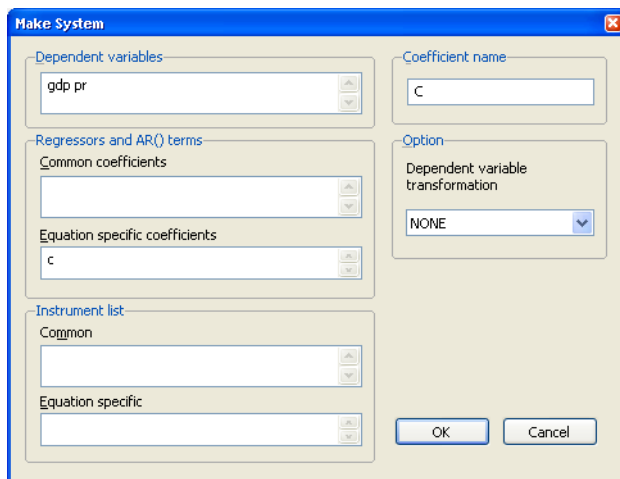 Make System
Dependent variables
gdp pr
Regressors and AR() terms
Common coefficients
Equation specific coefficients
c
Instrument list
Common
Equation specific
Coefficient name
C
Option
Dependent variable
transformation
NONE
OK
Cancel